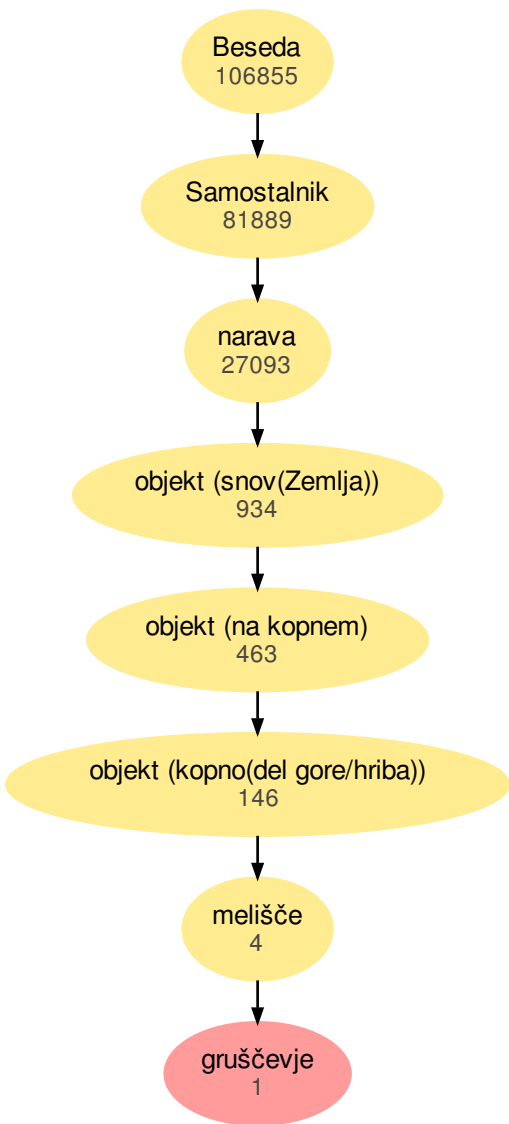 Beseda
106855
Samostalnik
81889
narava
27093
objekt (snov(Zemlja))
934
objekt (na kopnem)
463
objekt (kopno(del gore/hriba))
146
melišče
4
gruščevje
1